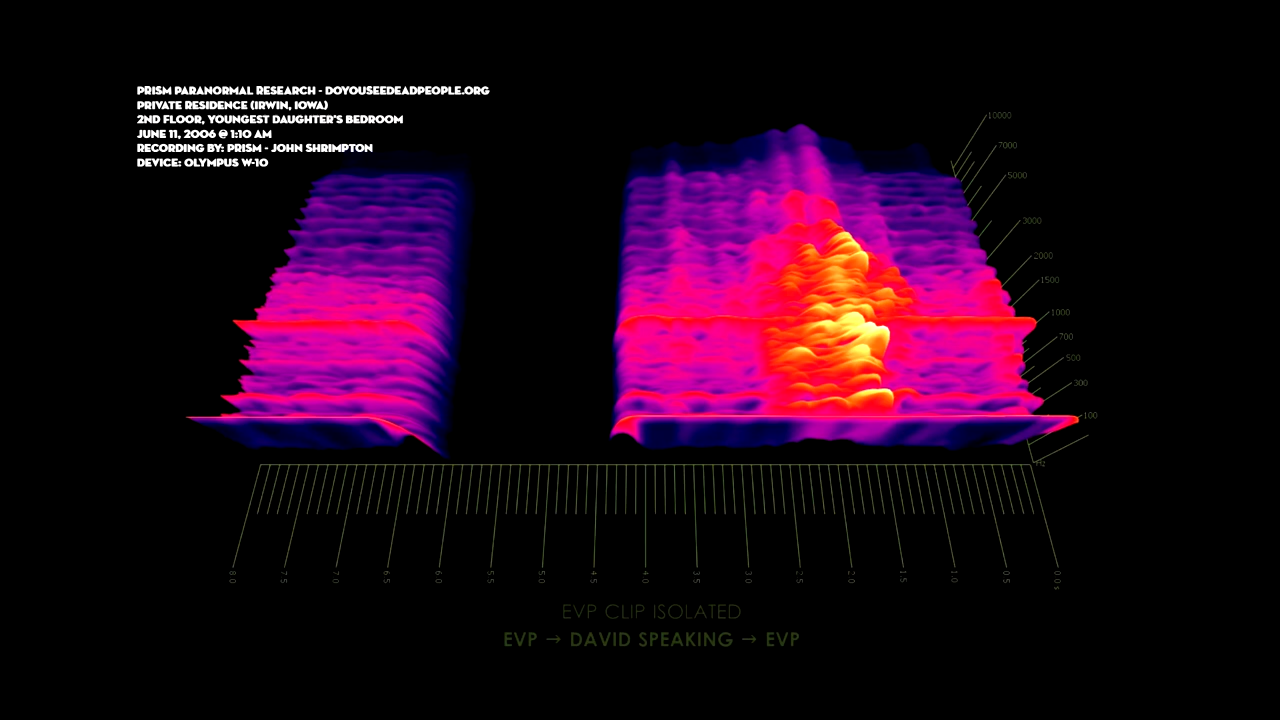 PRISM PARANORMAL RESEARCH - DOYOUSEEDEADPEOPLE.ORG
PRIVATE RESIDENCE (IRWIN, IOWA)
2ND FLOOR, YOUNGEST DAUGHTER'S BEDROOM
JUNE 11, 2006 @ 1:10 AM
RECORDING BY: PRISM - JOHN SHRIMPTON
DEVICE: OLYMPUS W-10
10000
7000
5000
3000
2000
1500
1000
700
500
300
100
Hz
8.0 7.5 7.0 6.5 6.0 5.5 5.0 4.5 4.0 3.5 3.0 2.5 2.0 1.5 1.0 0.5 0.0 s
EVP CLIP ISOLATED
EVP → DAVID SPEAKING → EVP